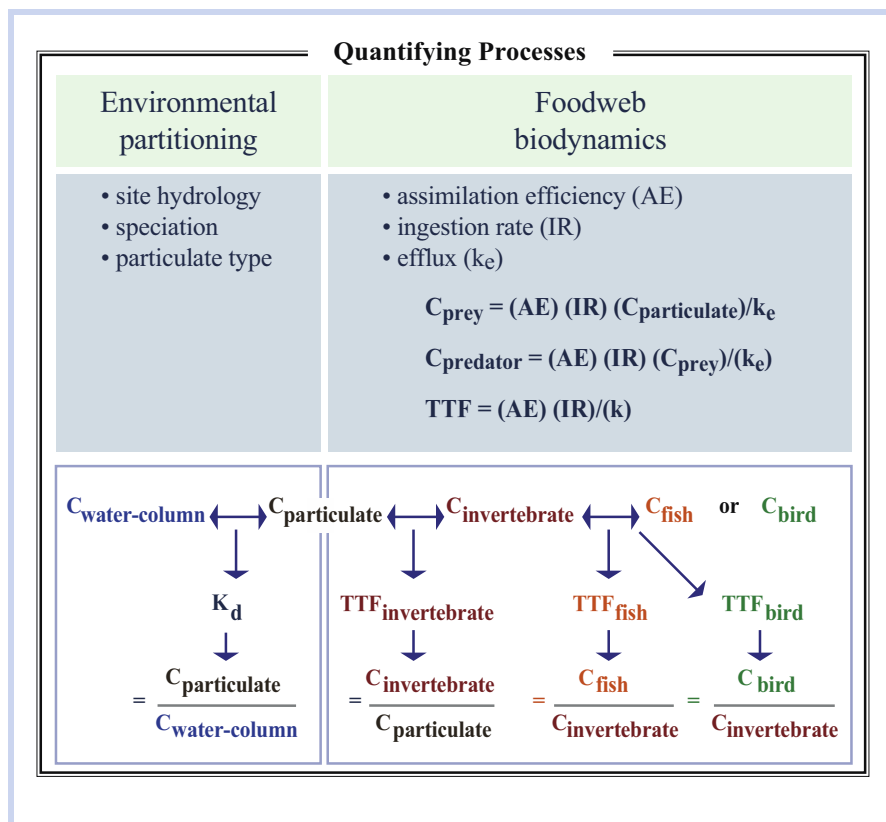 Quantifying Processes
Environmental
partitioning
Foodweb
biodynamics
• site hydrology
• speciation
• particulate type
• assimilation efficiency (AE)
• ingestion rate (IR)
• efflux (ke)
Cprey = (AE) (IR) (Cparticulate)/ke
Cpredator = (AE) (IR) (Cprey)/(ke)
TTF = (AE) (IR)/(k)
Cwater-column Cparticulate Cinvertebrate Cfish or Cbird
Kd TTFinvertebrate TTFfish TTFbird
= Cparticulate = Cinvertebrate = Cfish = Cbird
Cwater-column Cparticulate Cinvertebrate Cinvertebrate